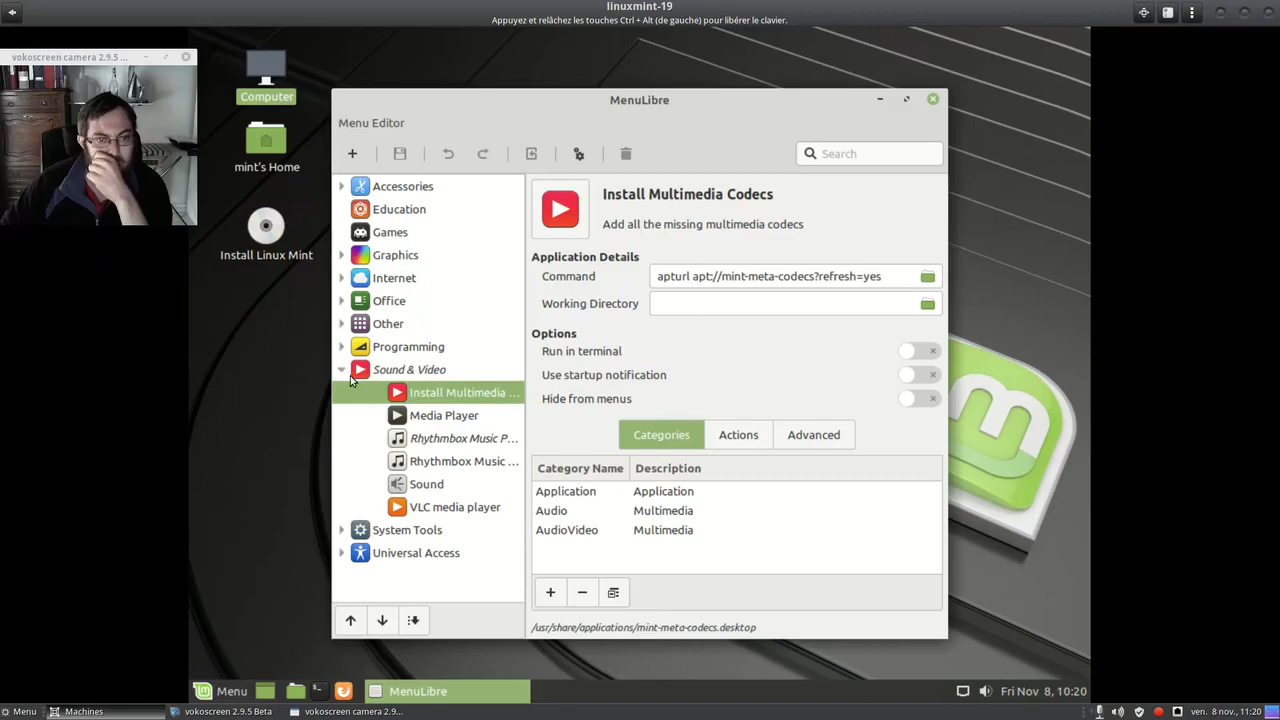 linuxmint-19
Appuyez et relâchez les touches Ctrl + Alt (de gauche) pour libérer le clavier.
vokoscreen camera 2.9.5 ...
Computer
mint's Home
Install Linux Mint
MenuLibre
Menu Editor
Search
Accessories
Education
Games
Graphics
Internet
Office
Other
Programming
Sound & Video
Install Multimedia ...
Media Player
Rhythmbox Music P...
Rhythmbox Music ...
Sound
VLC media player
System Tools
Universal Access
Install Multimedia Codecs
Add all the missing multimedia codecs
Application Details
Command
apturl apt://mint-meta-codecs?refresh=yes
Working Directory
Options
Run in terminal
Use startup notification
Hide from menus
Categories Actions Advanced
Category Name Description
Application Application
Audio Multimedia
AudioVideo Multimedia
/usr/share/applications/mint-meta-codecs.desktop
Menu
MenuLibre
Fri Nov 8, 10:20
Menu
Machines
vokoscreen 2.9.5 Beta
vokoscreen camera 2.9...
ven. 8 nov., 11:20